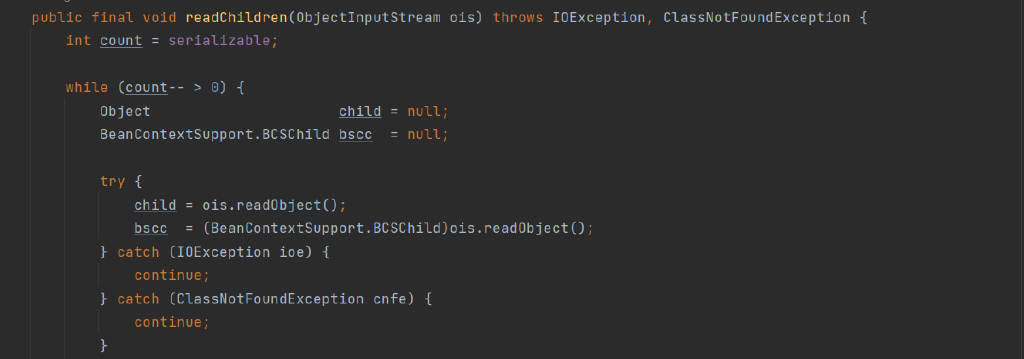 public final void readChildren(ObjectInputStream ois) throws IOException, ClassNotFoundException {
    int count = serializable;
    while (count-- > 0) {
        Object                      child = null;
        BeanContextSupport.BCSChild bscc  = null;
        try {
            child = ois.readObject();
            bscc  = (BeanContextSupport.BCSChild)ois.readObject();
        } catch (IOException ioe) {
            continue;
        } catch (ClassNotFoundException cnfe) {
            continue;
        }